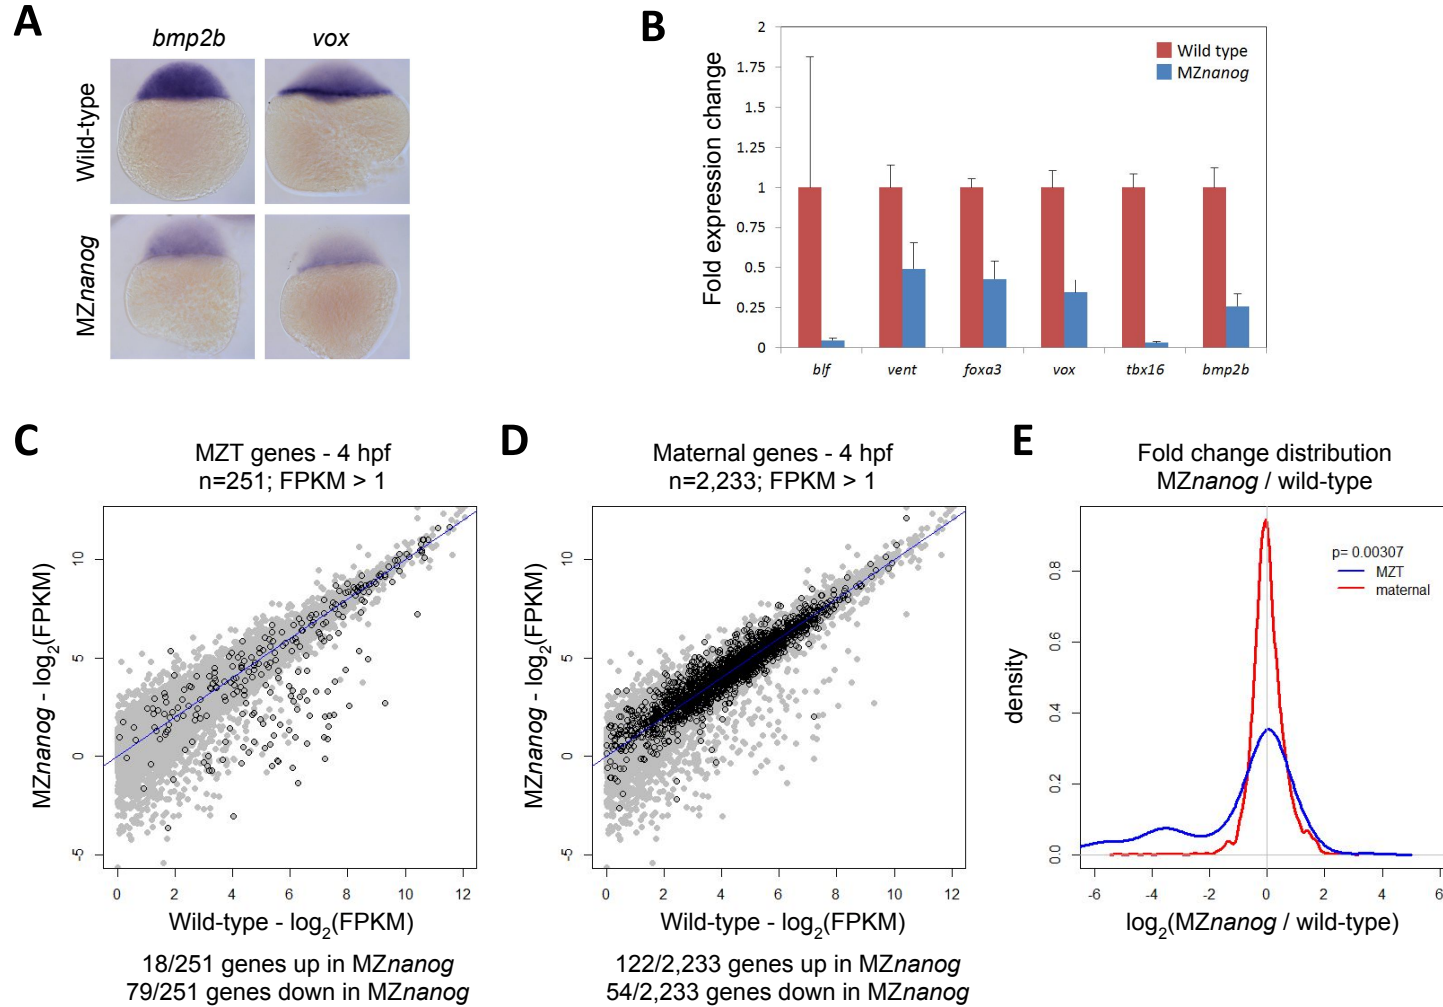 A
bmp2b vox
Wild-type
MZnanog
B
Fold expression change
2
1.75
1.5
1.25
1
0.75
0.5
0.25
0
Wild type
MZnanog
blf vent foxa3 vox tbx16 bmp2b
C
MZT genes - 4 hpf
n=251; FPKM > 1
MZnanog - log2(FPKM)
10
5
0
-5
0 2 4 6 8 10 12
Wild-type - log2(FPKM)
18/251 genes up in MZnanog
79/251 genes down in MZnanog
D
Maternal genes - 4 hpf
n=2,233; FPKM > 1
MZnanog - log2(FPKM)
10
5
0
-5
0 2 4 6 8 10 12
Wild-type - log2(FPKM)
122/2,233 genes up in MZnanog
54/2,233 genes down in MZnanog
E
Fold change distribution
MZnanog / wild-type
density
0.8
0.6
0.4
0.2
0.0
p= 0.00307
MZT
maternal
-6 -4 -2 0 2 4 6
log2(MZnanog / wild-type)